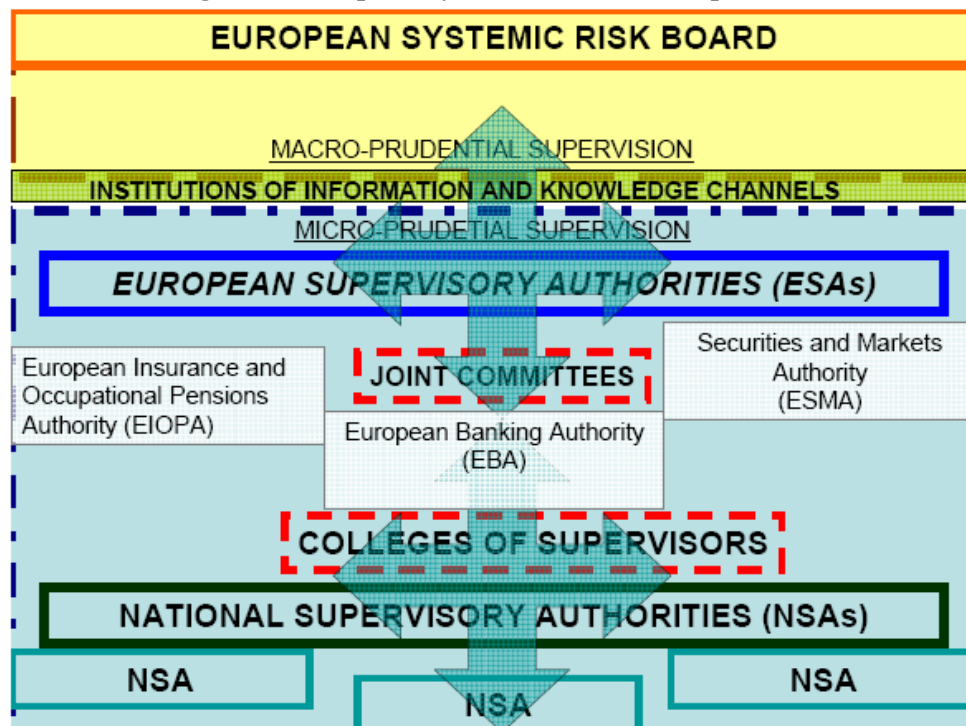 EUROPEAN SYSTEMIC RISK BOARD
MACRO-PRUDENTIAL SUPERVISION
INSTITUTIONS OF INFORMATION AND KNOWLEDGE CHANNELS
MICRO-PRUDETIAL SUPERVISION
EUROPEAN SUPERVISORY AUTHORITIES (ESAs)
European Insurance and
Occupational Pensions
Authority (EIOPA)
JOINT COMMITTEES
Securities and Markets
Authority
(ESMA)
European Banking Authority
(EBA)
COLLEGES OF SUPERVISORS
NATIONAL SUPERVISORY AUTHORITIES (NSAs)
NSA
NSA
NSA